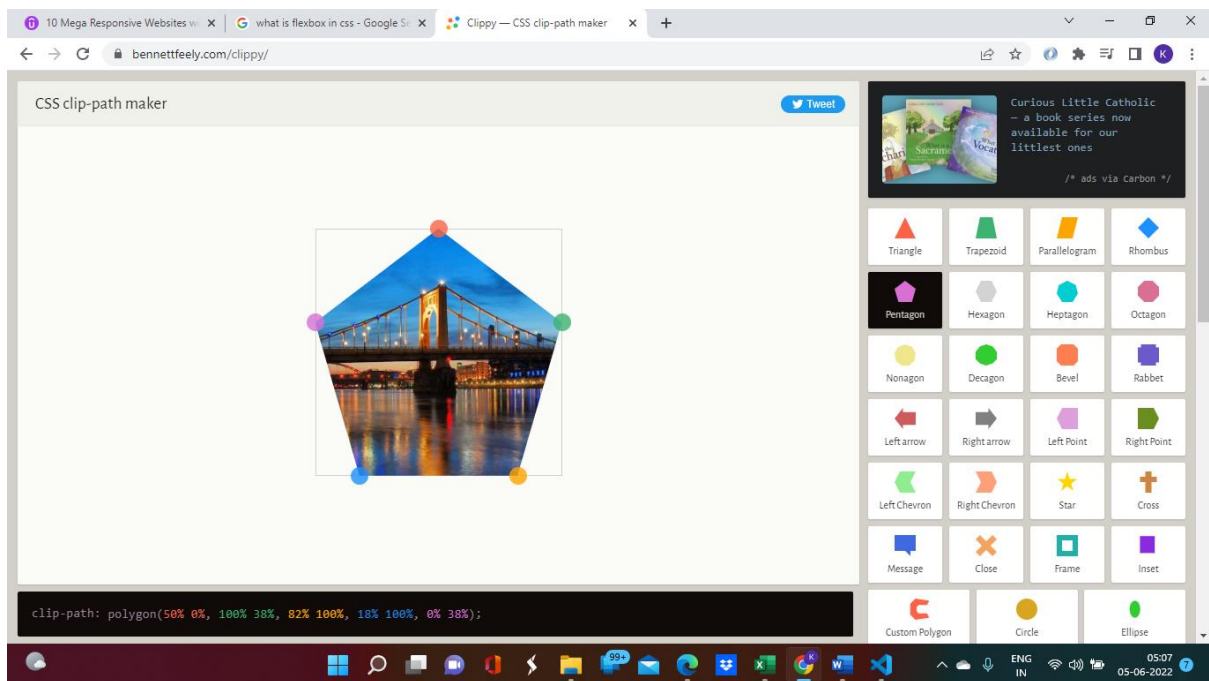 10 Mega Responsive Websites w
what is flexbox in css - Google Se
Clippy — CSS clip-path maker
bennettfeely.com/clippy/
K
CSS clip-path maker
Tweet
Curious Little Catholic
— a book series now
available for our
littlest ones
/* ads via Carbon */
Triangle
Trapezoid
Parallelogram
Rhombus
Pentagon
Hexagon
Heptagon
Octagon
Nonagon
Decagon
Bevel
Rabbet
Left arrow
Right arrow
Left Point
Right Point
Left Chevron
Right Chevron
Star
Cross
Message
Close
Frame
Inset
Custom Polygon
Circle
Ellipse
clip-path: polygon(50% 0%, 100% 38%, 82% 100%, 18% 100%, 0% 38%);
99+
ENG
IN
05:07
05-06-2022
7